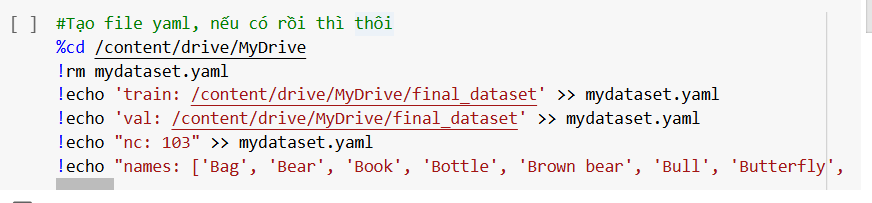 [ ] #Tạo file yaml, nếu có rồi thì thôi
%cd /content/drive/MyDrive
!rm mydataset.yaml
!echo 'train: /content/drive/MyDrive/final_dataset' >> mydataset.yaml
!echo 'val: /content/drive/MyDrive/final_dataset' >> mydataset.yaml
!echo "nc: 103" >> mydataset.yaml
!echo "names: ['Bag', 'Bear', 'Book', 'Bottle', 'Brown bear', 'Bull', 'Butterfly',